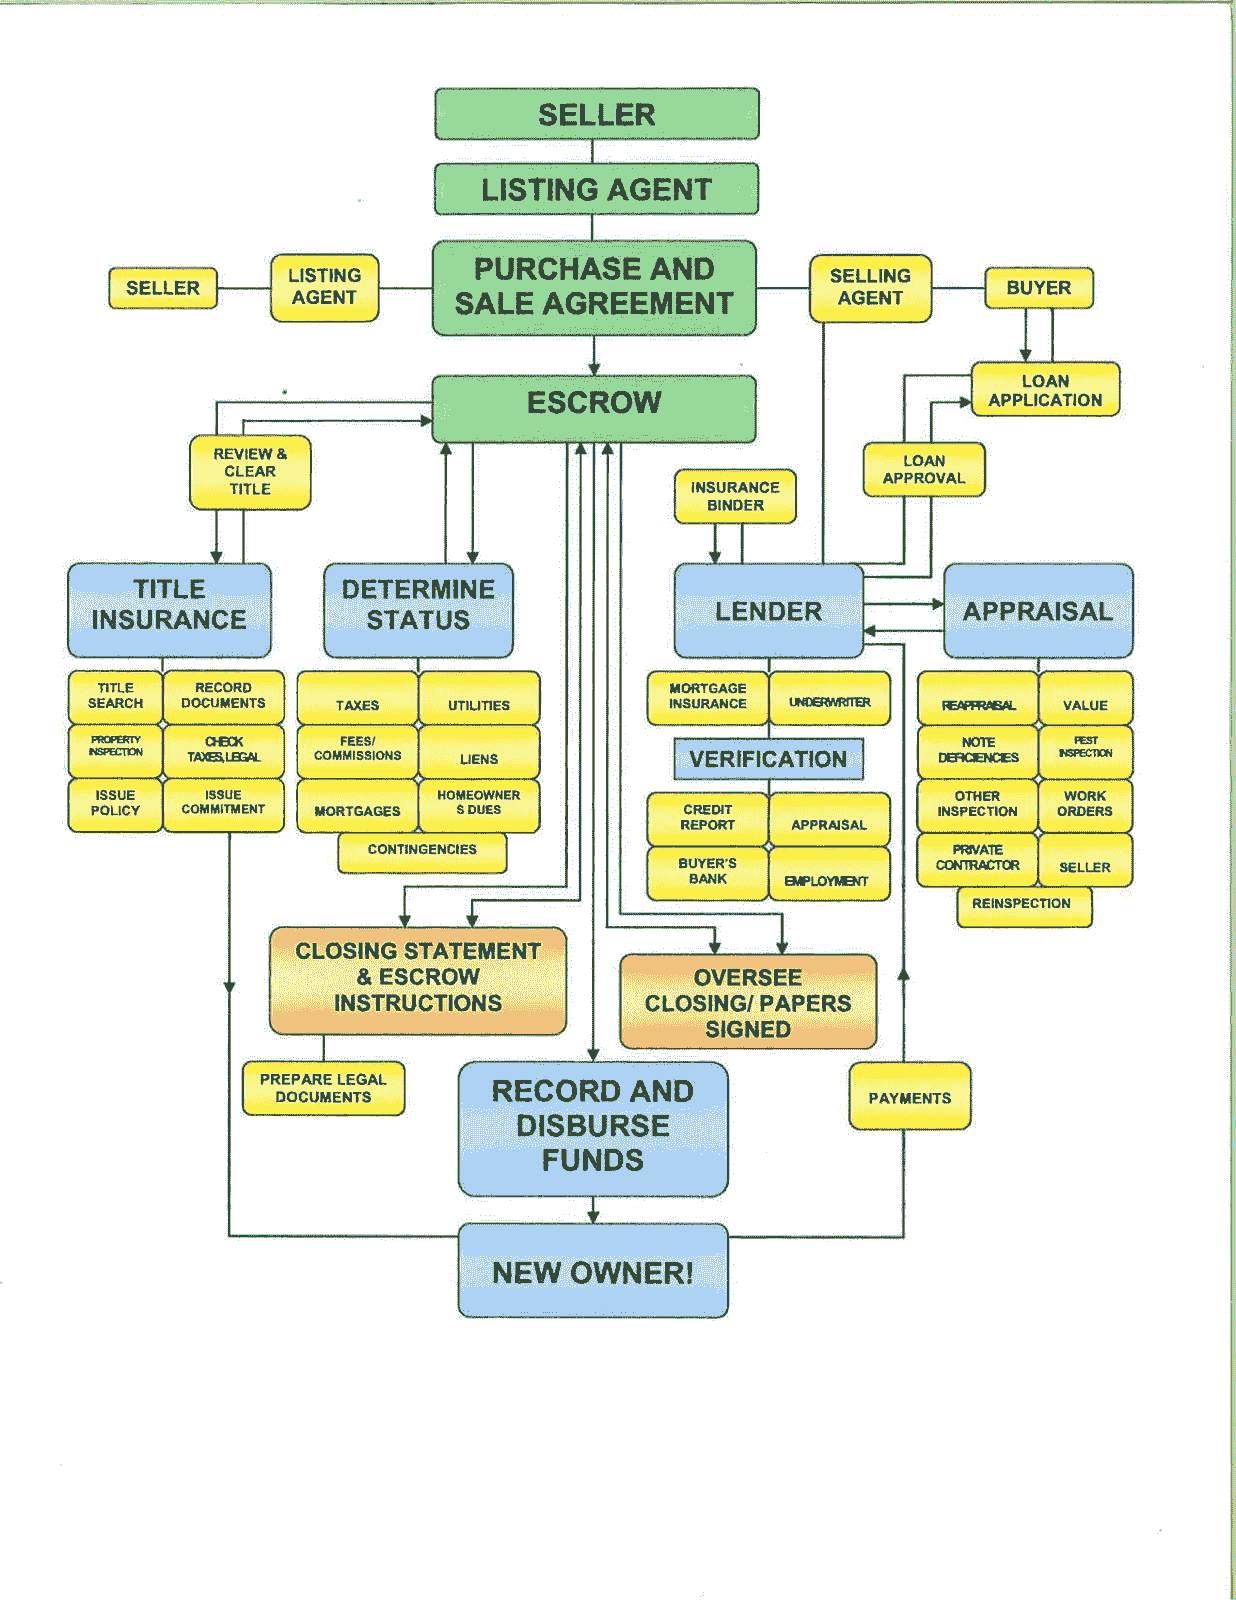 SELLER
LISTING AGENT
PURCHASE AND
SALE AGREEMENT
SELLER
LISTING
AGENT
SELLING
AGENT
BUYER
ESCROW
LOAN
APPLICATION
REVIEW &
CLEAR
TITLE
LOAN
APPROVAL
INSURANCE
BINDER
TITLE
INSURANCE
DETERMINE
STATUS
LENDER
APPRAISAL
TITLE
SEARCH
RECORD
DOCUMENTS
PROPERTY
INSPECTION
CHECK
TAXES, LEGAL
ISSUE
POLICY
ISSUE
COMMITMENT
TAXES
UTILITIES
FEES/
COMMISSIONS
LIENS
MORTGAGES
HOMEOWNER
S DUES
CONTINGENCIES
MORTGAGE
INSURANCE
UNDERWRITER
VERIFICATION
CREDIT
REPORT
APPRAISAL
BUYER'S
BANK
EMPLOYMENT
REAPPRAISAL
VALUE
NOTE
DEFICIENCIES
PEST
INSPECTION
OTHER
INSPECTION
WORK
ORDERS
PRIVATE
CONTRACTOR
SELLER
REINSPECTION
CLOSING STATEMENT
& ESCROW
INSTRUCTIONS
OVERSEE
CLOSING/ PAPERS
SIGNED
PREPARE LEGAL
DOCUMENTS
RECORD AND
DISBURSE
FUNDS
PAYMENTS
NEW OWNER!